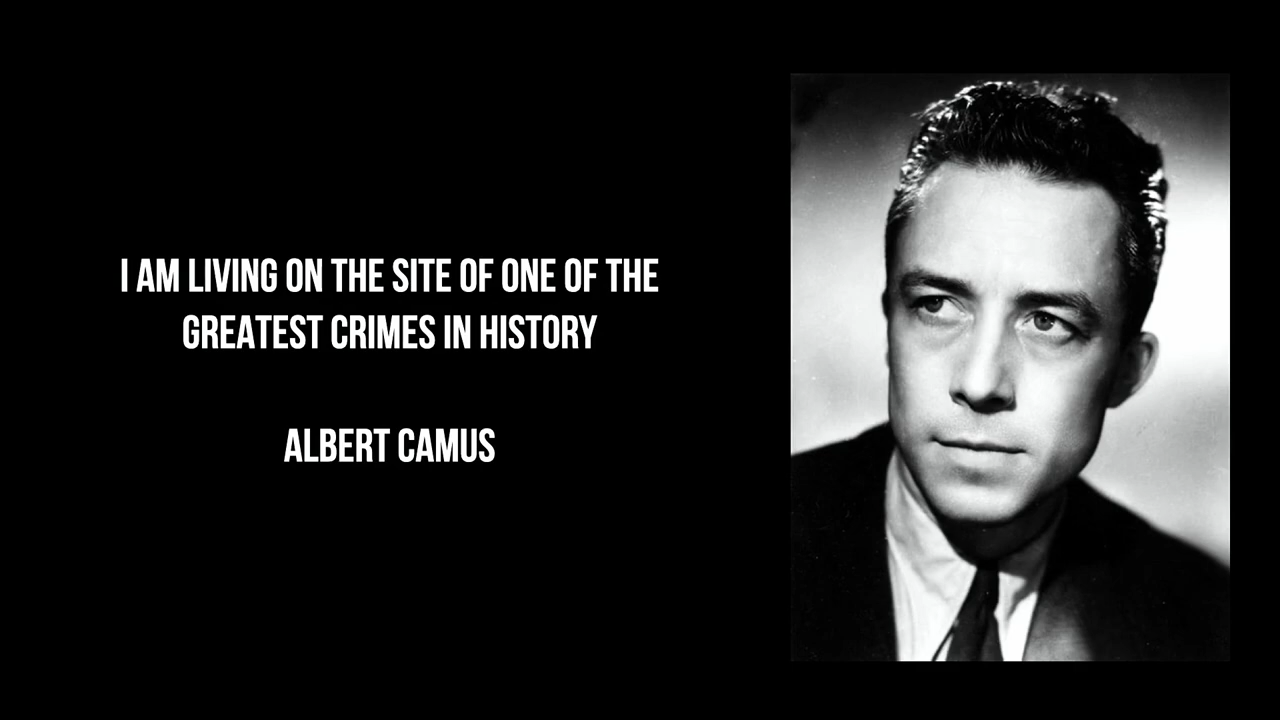 I AM LIVING ON THE SITE OF ONE OF THE
GREATEST CRIMES IN HISTORY
ALBERT CAMUS